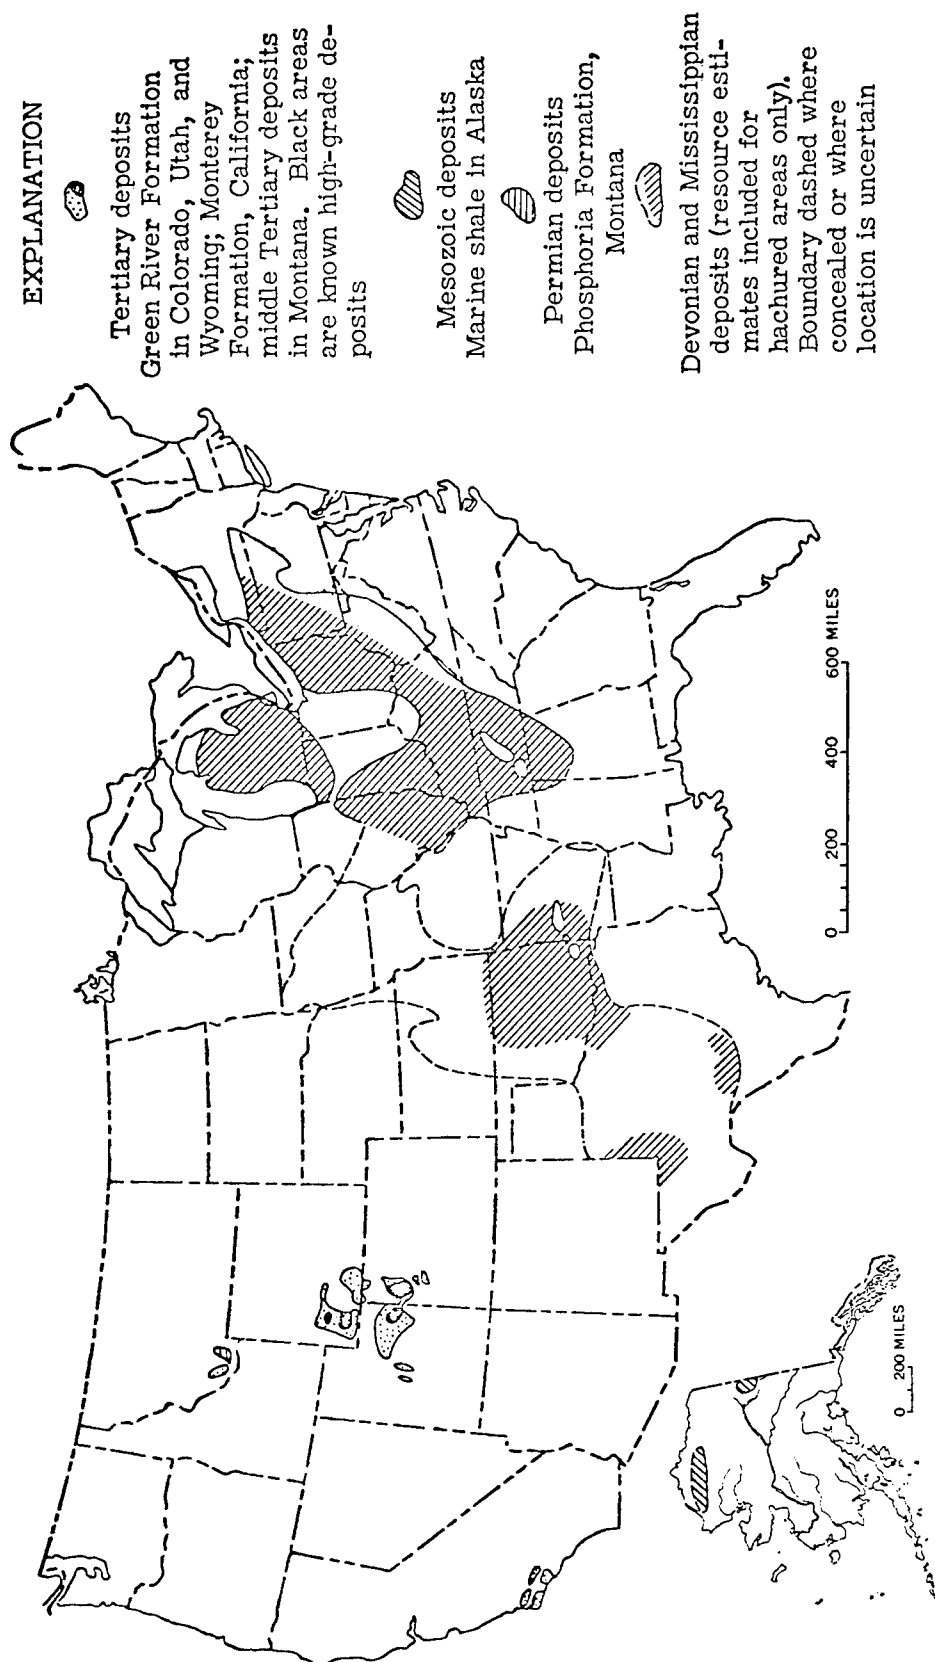 EXPLANATION
Tertiary deposits
Green River Formation
in Colorado, Utah, and
Wyoming; Monterey
Formation, California;
middle Tertiary deposits
in Montana. Black areas
are known high-grade de-
posits
Mesozoic deposits
Marine shale in Alaska
Permian deposits
Phosphoria Formation,
Montana
Devonian and Mississippian
deposits (resource esti-
mates included for
hachured areas only).
Boundary dashed where
concealed or where
location is uncertain
0 200 400 600 MILES
0 200 MILES